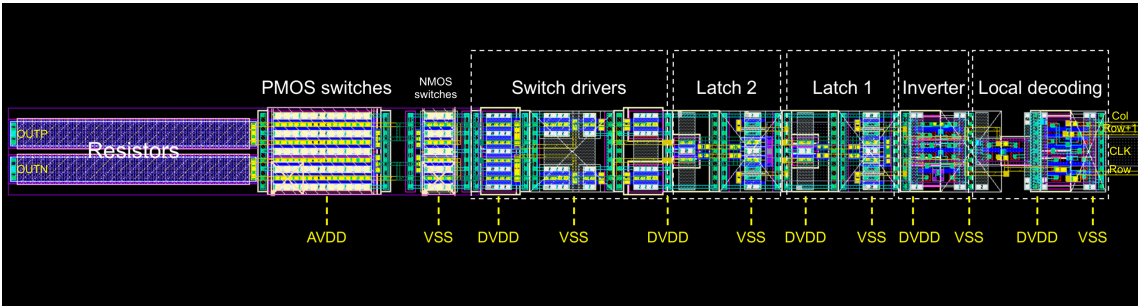 PMOS switches
NMOS
switches
Switch drivers
Latch 2
Latch 1
Inverter
Local decoding
OUTP
Resistors
OUTN
Col
Row+1
CLK
Row
AVDD
VSS
DVDD
VSS
DVDD
VSS
DVDD
VSS
DVDD
VSS
DVDD
VSS